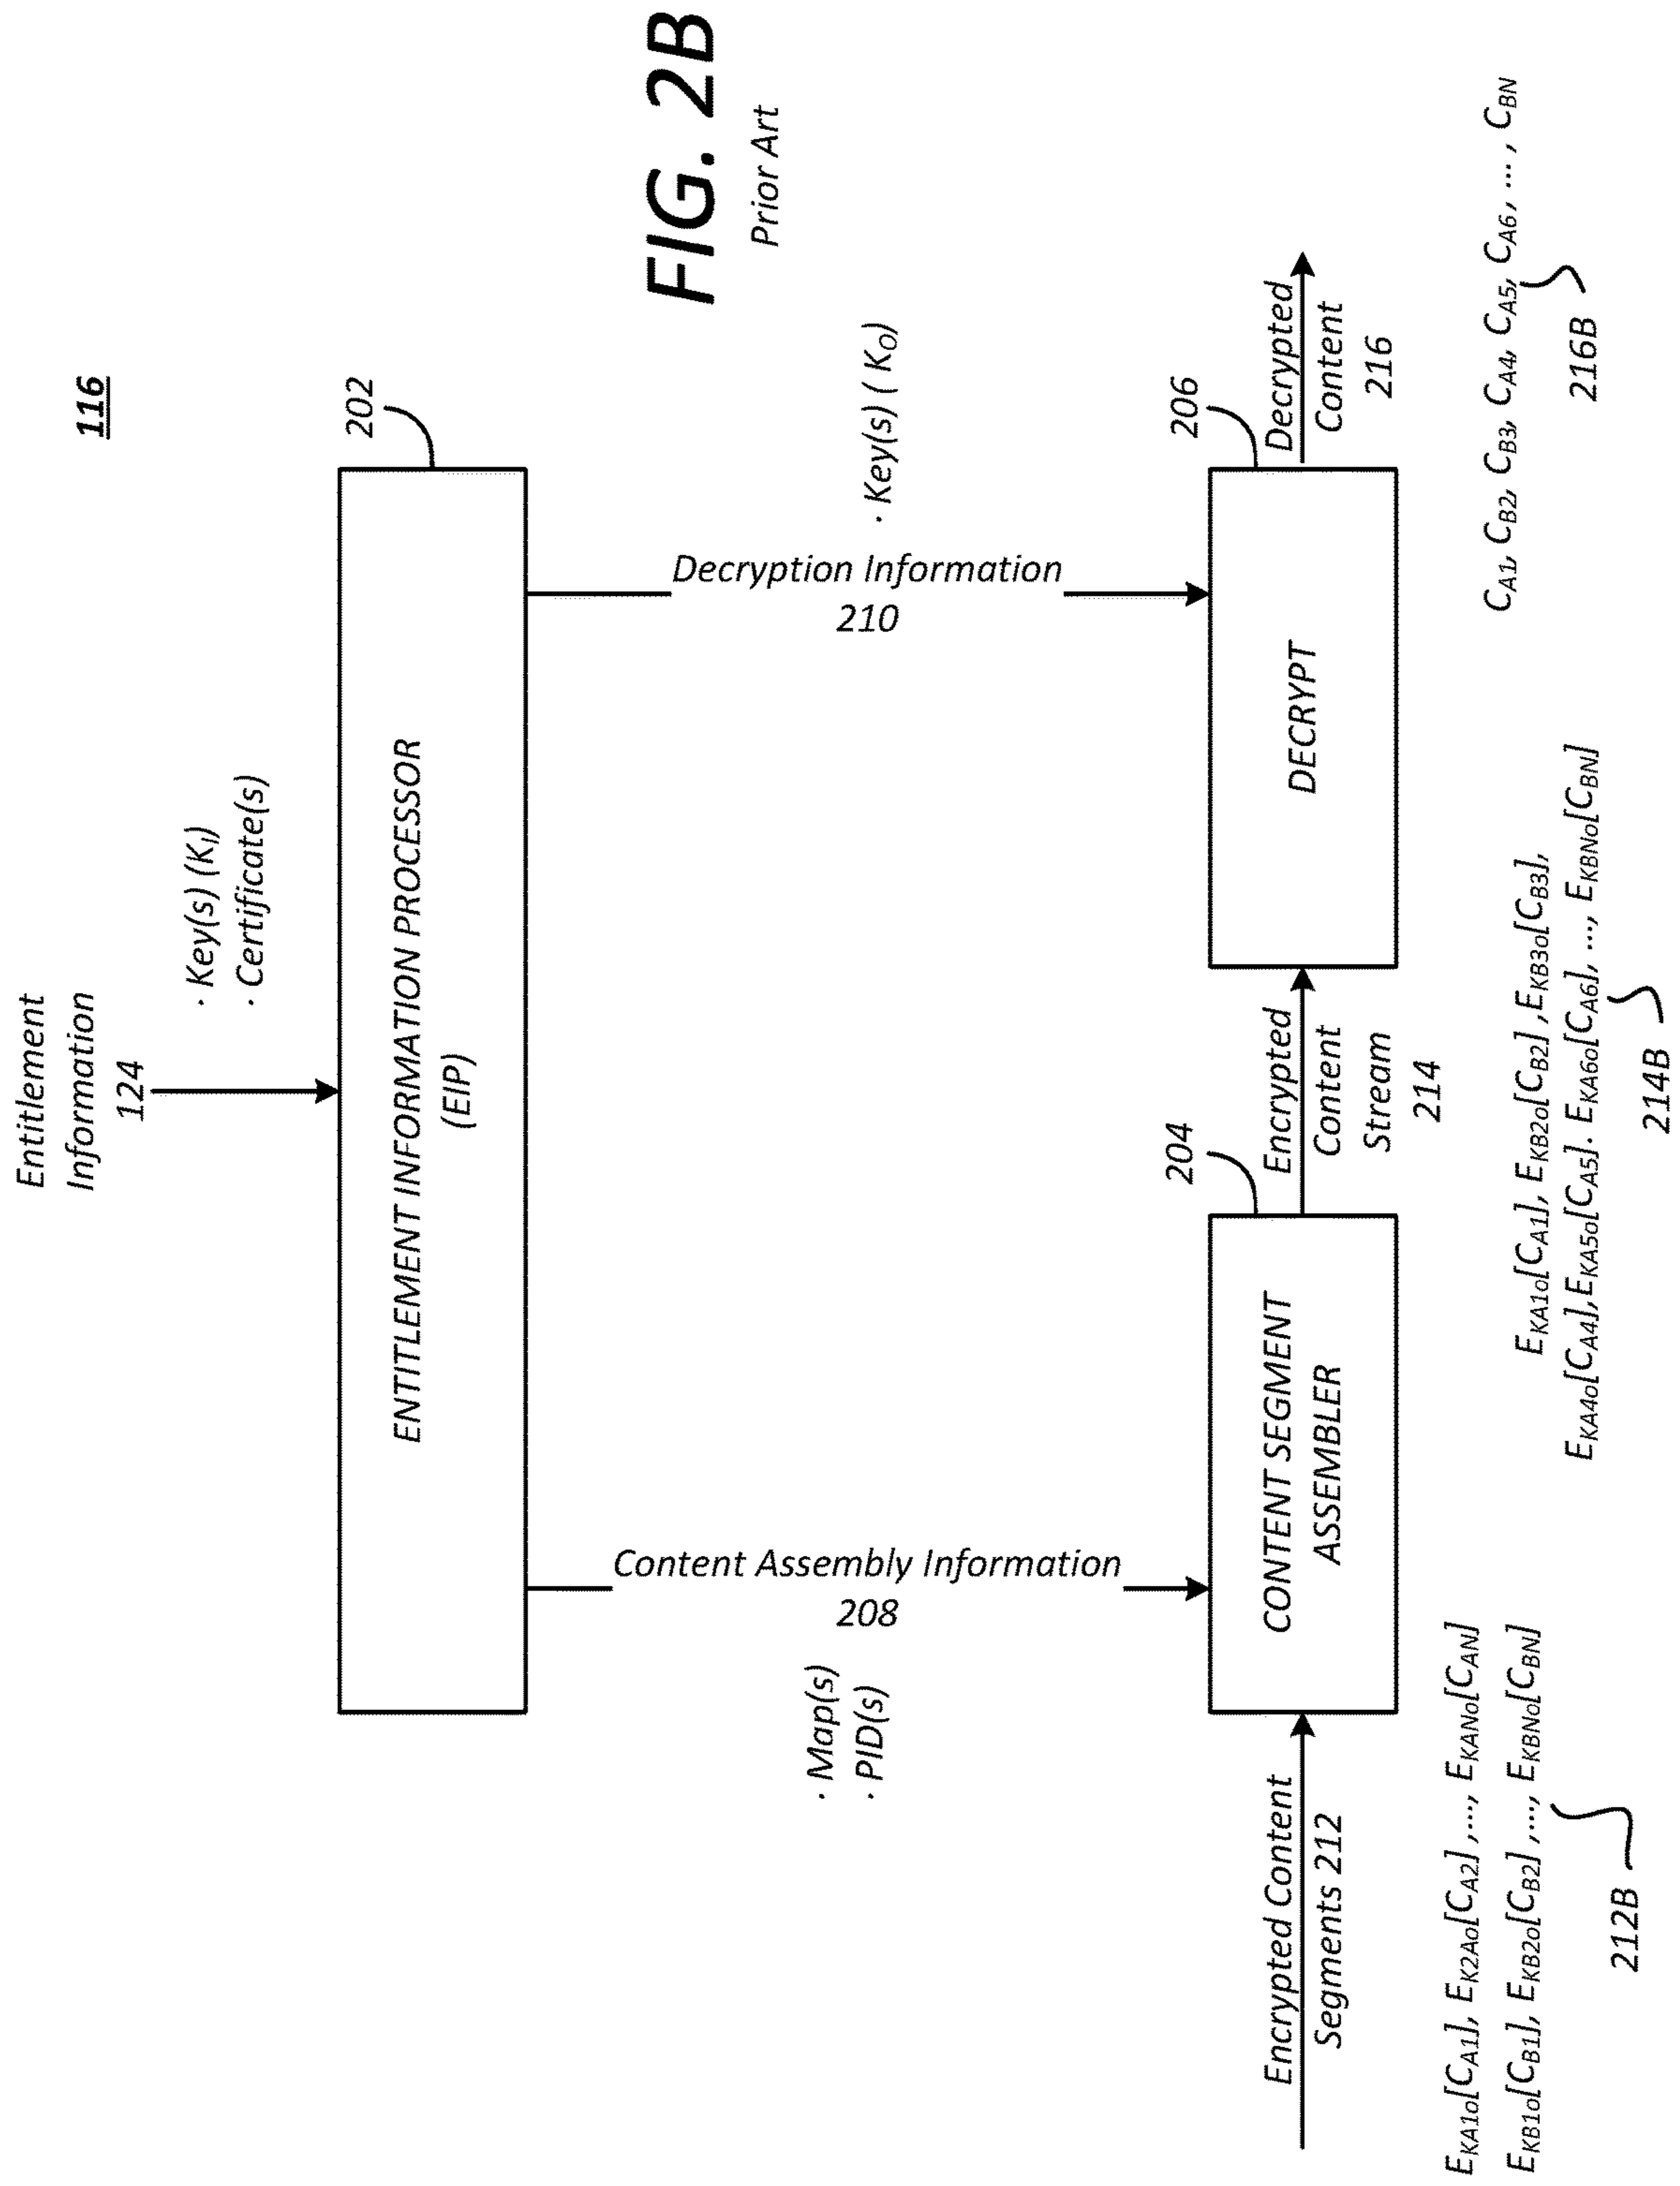 116
Entitlement
Information
124
· Key(s) (K_I)
· Certificate(s)
202
ENTITLEMENT INFORMATION PROCESSOR
(EIP)
Content Assembly Information
208
· Map(s)
· PID(s)
Decryption Information
210
· Key(s) ( K_O)
Encrypted Content
Segments 212
204
CONTENT SEGMENT
ASSEMBLER
Encrypted
Content
Stream
214
206
DECRYPT
Decrypted
Content
216
E_KA1o[C_A1], E_K2Ao[C_A2] ,..., E_KANo[C_AN]
E_KB1o[C_B1], E_KB2o[C_B2] ,..., E_KBNo[C_BN]
212B
E_KA1o[C_A1], E_KB2o[C_B2] ,E_KB3o[C_B3],
E_KA4o[C_A4],E_KA5o[C_A5]. E_KA6o[C_A6], ..., E_KBNo[C_BN]
214B
C_A1, C_B2, C_B3, C_A4, C_A5, C_A6, ... , C_BN
216B
FIG. 2B
Prior Art